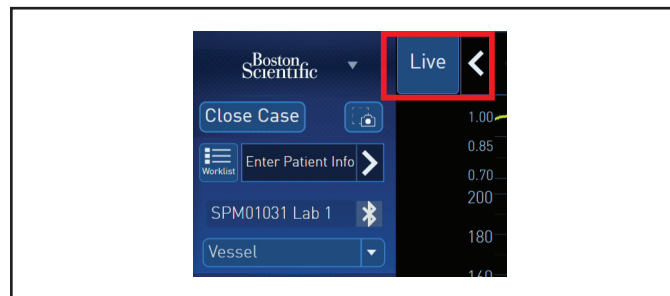 Boston
Scientific
Live
Close Case
1.00
0.85
Worklist
Enter Patient Info
0.70
200
SPM01031 Lab 1
180
Vessel